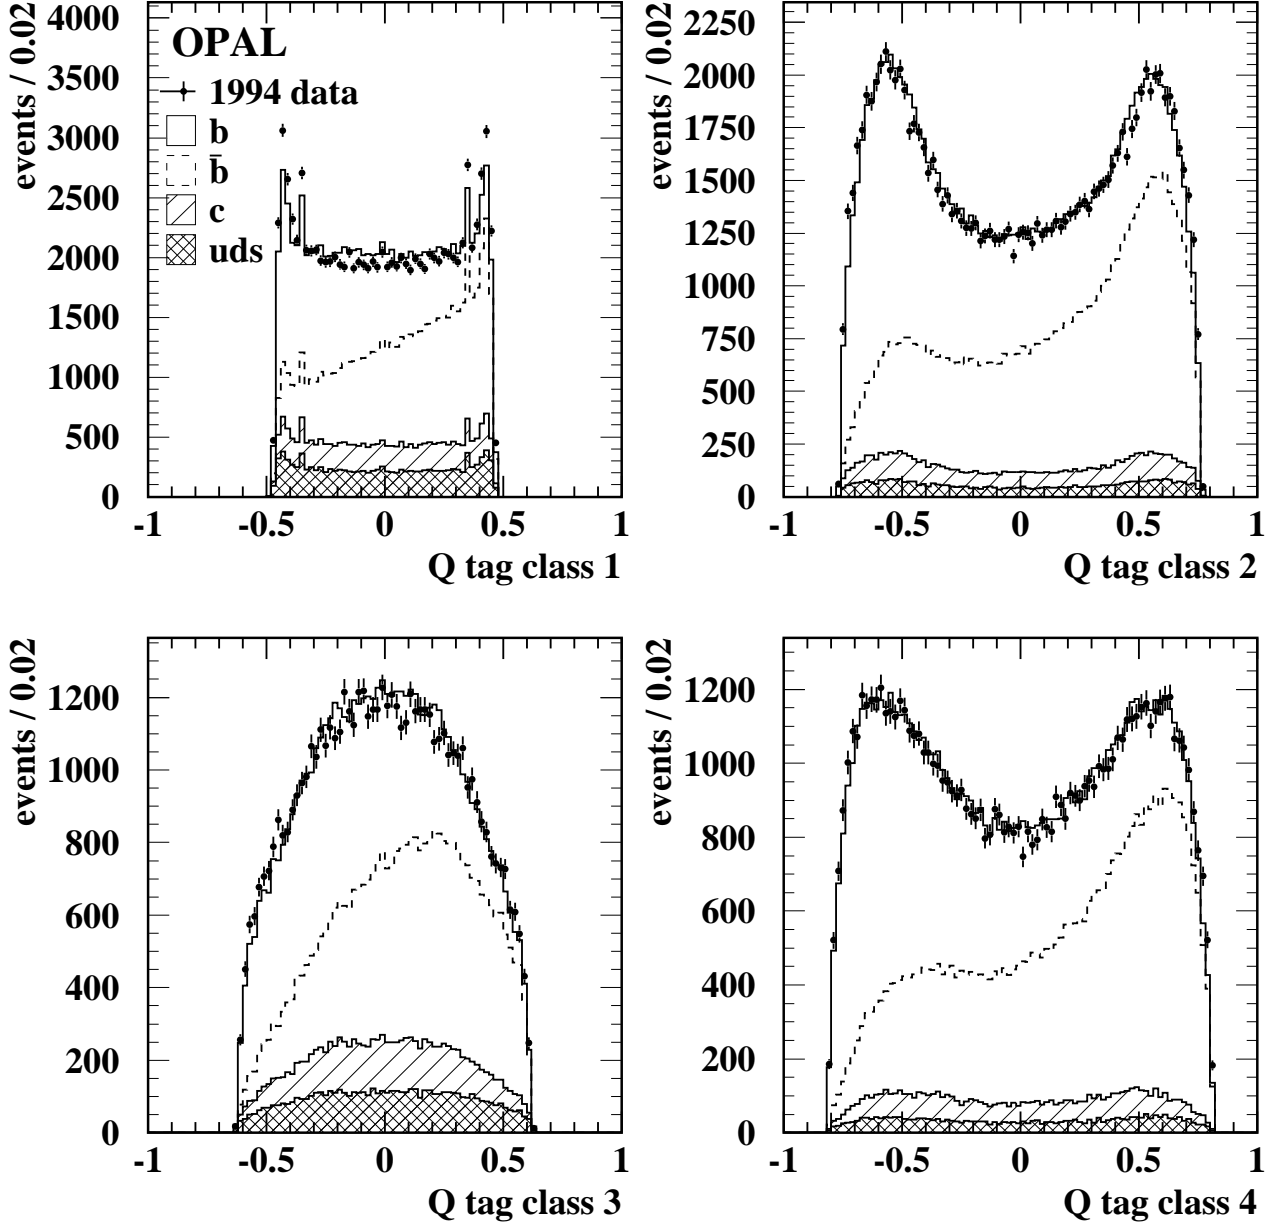 events / 0.02
4000
3500
3000
2500
2000
1500
1000
500
0
OPAL
1994 data
b
b̄
c
uds
-1 -0.5 0 0.5 1
Q tag class 1
events / 0.02
2250
2000
1750
1500
1250
1000
750
500
250
0
-1 -0.5 0 0.5 1
Q tag class 2
events / 0.02
1200
1000
800
600
400
200
0
-1 -0.5 0 0.5 1
Q tag class 3
events / 0.02
1200
1000
800
600
400
200
0
-1 -0.5 0 0.5 1
Q tag class 4